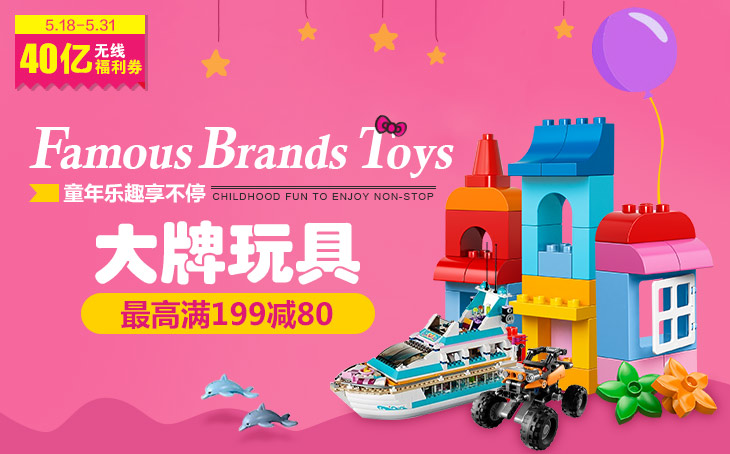 5.18-5.31
40亿 无线
福利券
Famous Brands Toys
童年乐趣享不停 CHILDHOOD FUN TO ENJOY NON-STOP
大牌玩具
最高满199减80